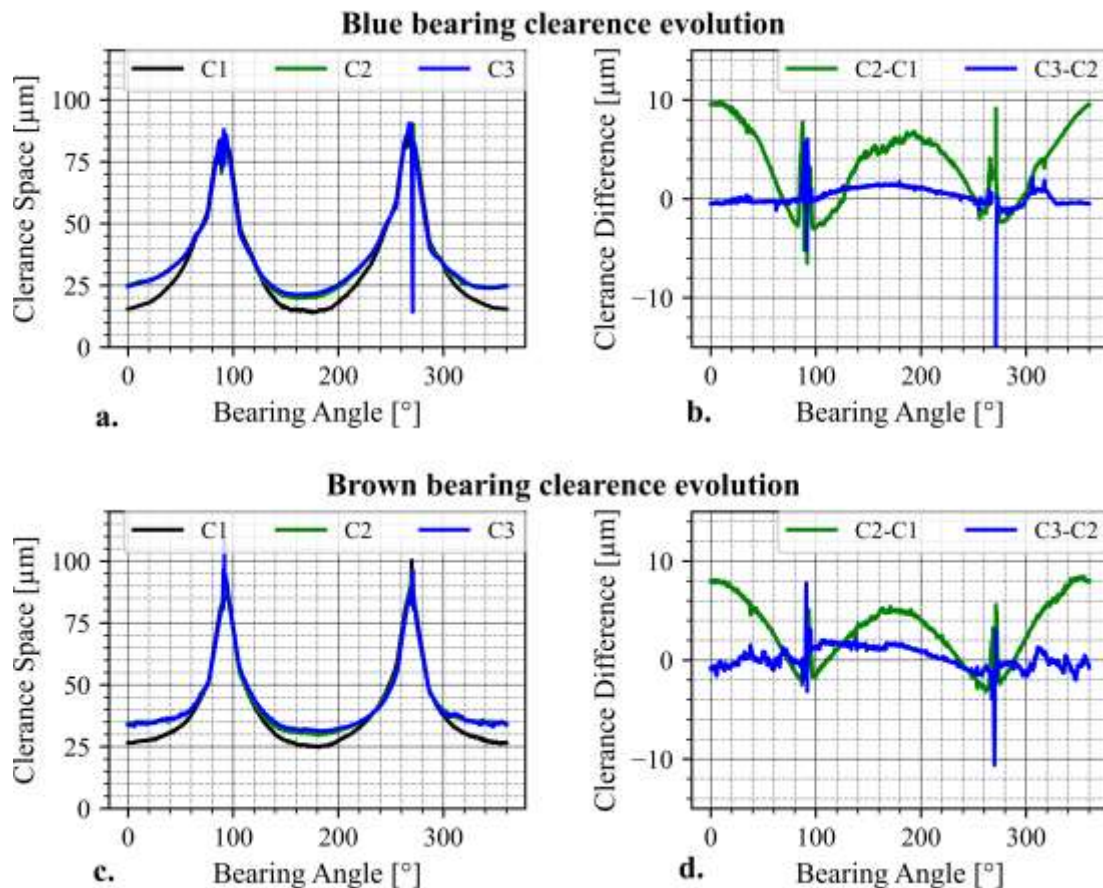 Blue bearing clearence evolution
C1 C2 C3
C2-C1 C3-C2
Clerance Space [µm]
100
75
50
25
0
0 100 200 300
Bearing Angle [°]
a.
Clerance Difference [µm]
10
0
−10
0 100 200 300
Bearing Angle [°]
b.
Brown bearing clearence evolution
C1 C2 C3
C2-C1 C3-C2
Clerance Space [µm]
100
75
50
25
0
0 100 200 300
Bearing Angle [°]
c.
Clerance Difference [µm]
10
0
−10
0 100 200 300
Bearing Angle [°]
d.